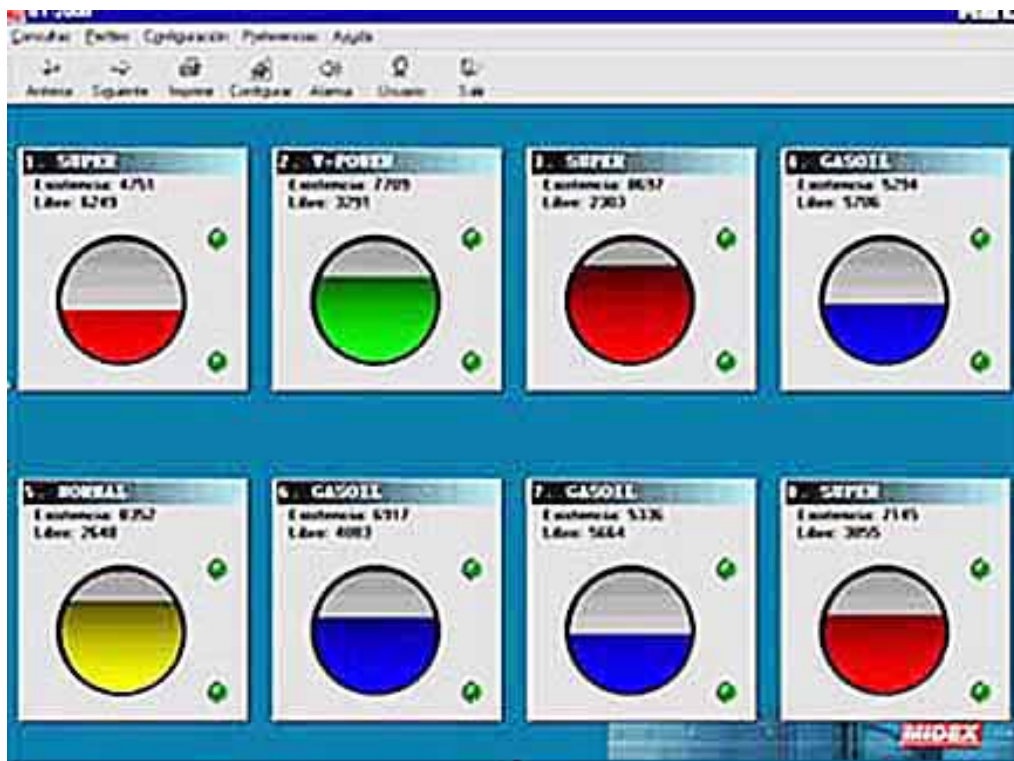 Consultas Emitiro Configuración Preferencias Ayuda
Anterior Siguiente Imprimir Configurar Alarma Usuario Salir
1. SUPER
Existencia: 4751
Libre: 6249
2. V-POWER
Existencia: 7709
Libre: 3291
3. SUPER
Existencia: 8697
Libre: 2303
Existencia: 5294
Libre: 5706
GASOIL
5. NORMAL
Existencia: 8352
Libre: 2648
6. GASOIL
Existencia: 6917
Libre: 4083
7. GASOIL
Existencia: 5336
Libre: 5664
8. SUPER
Existencia: 7145
Libre: 3855
MIDEX